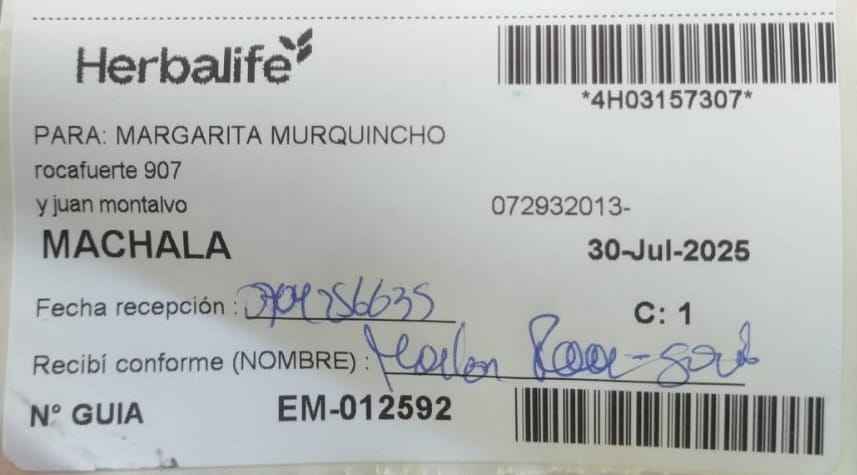 Herbalife
*4H03157307*
PARA: MARGARITA MURQUINCHO
rocafuerte 907
y juan montalvo 072932013-
MACHALA 30-Jul-2025
Fecha recepción :
C: 1
Recibí conforme (NOMBRE) : Marlon
N° GUIA EM-012592